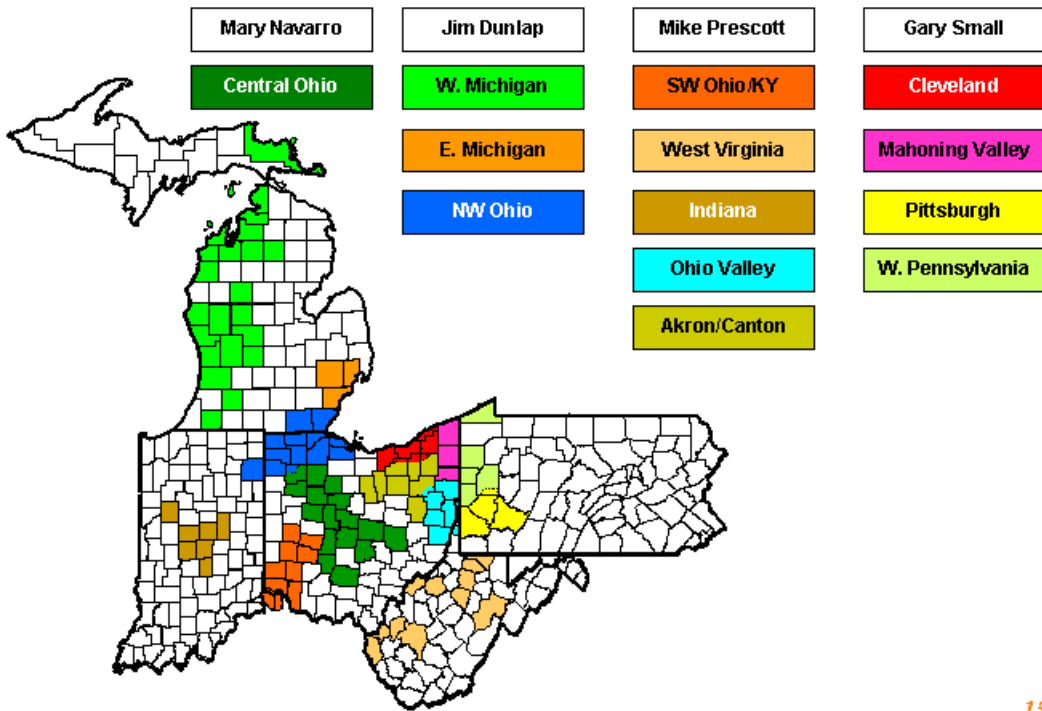 Mary Navarro
Jim Dunlap
Mike Prescott
Gary Small
Central Ohio
W. Michigan
SW Ohio/KY
Cleveland
E. Michigan
West Virginia
Mahoning Valley
NW Ohio
Indiana
Pittsburgh
Ohio Valley
W. Pennsylvania
Akron/Canton